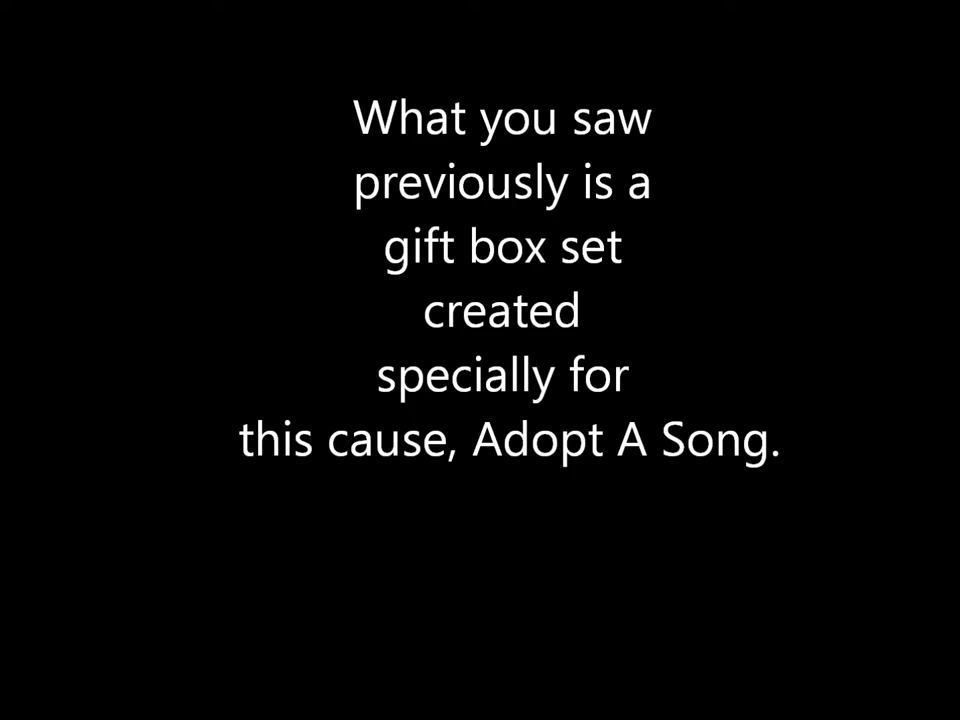 What you saw
previously is a
gift box set
created
specially for
this cause, Adopt A Song.